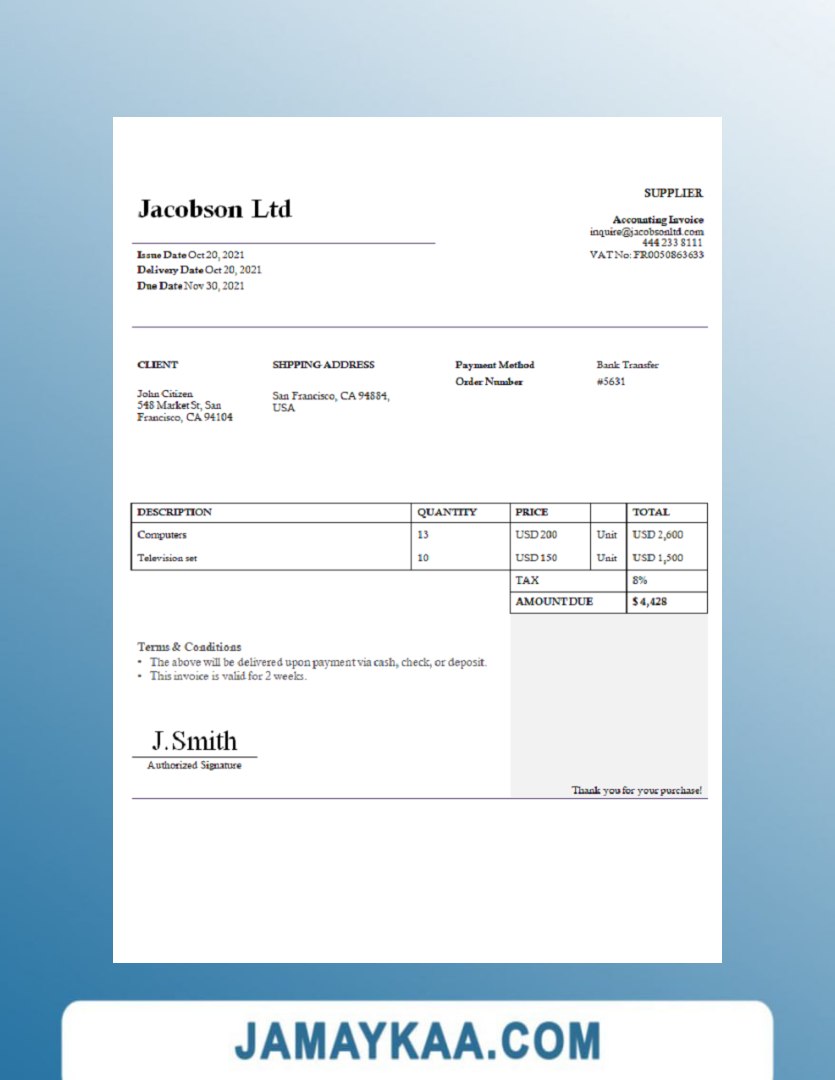 Jacobson Ltd
SUPPLIER
Accounting Invoice
inquire@jacobsonltd.com
444 233 8111
VAT No: FR0050863633
Issue Date Oct 20, 2021
Delivery Date Oct 20, 2021
Due Date Nov 30, 2021
CLIENT
John Citizen
548 Market St, San
Francisco, CA 94104
SHPPING ADDRESS
San Francisco, CA 94884,
USA
Payment Method Bank Transfer
Order Number #5631
DESCRIPTION QUANTITY PRICE TOTAL
Computers 13 USD 200 Unit USD 2,600
Television set 10 USD 150 Unit USD 1,500
TAX 8%
AMOUNT DUE $ 4,428
Terms & Conditions
• The above will be delivered upon payment via cash, check, or deposit.
• This invoice is valid for 2 weeks.
J.Smith
Authorized Signature
Thank you for your purchase!
JAMAYKAA.COM